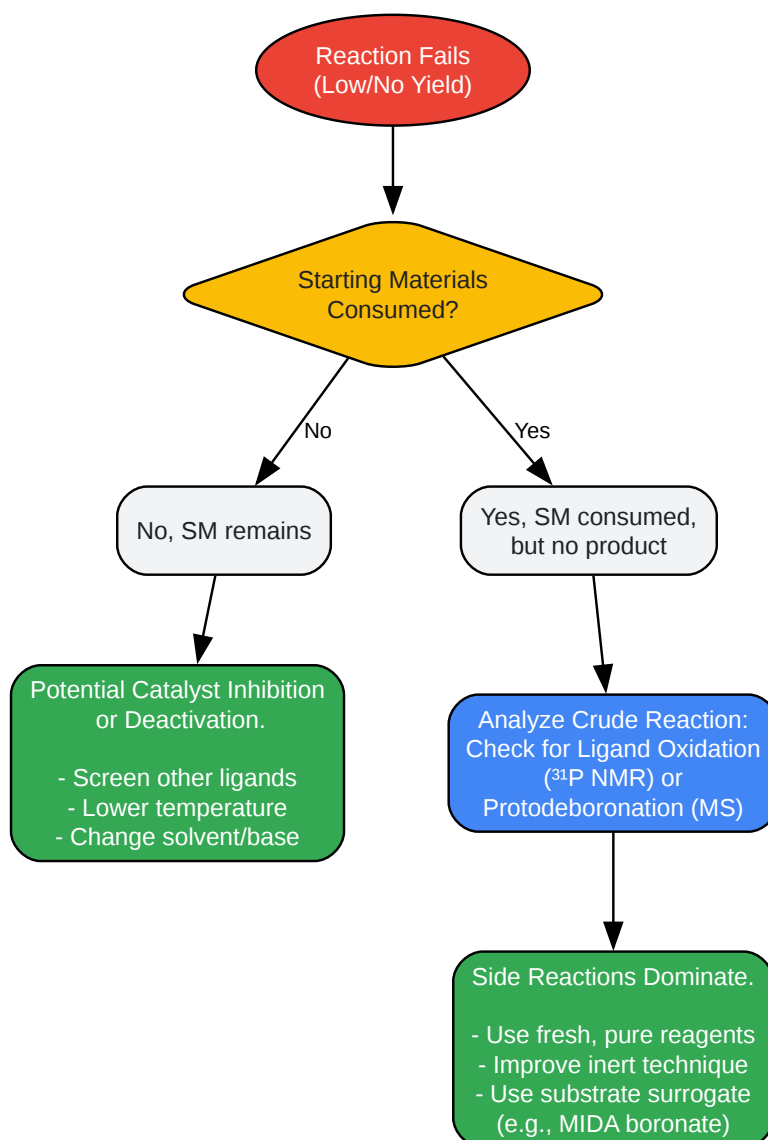 Reaction Fails
(Low/No Yield)
Starting Materials
Consumed?
No
Yes
No, SM remains
Yes, SM consumed,
but no product
Potential Catalyst Inhibition
or Deactivation.
- Screen other ligands
- Lower temperature
- Change solvent/base
Analyze Crude Reaction:
Check for Ligand Oxidation
(³¹P NMR) or
Protodeboronation (MS)
Side Reactions Dominate.
- Use fresh, pure reagents
- Improve inert technique
- Use substrate surrogate
(e.g., MIDA boronate)